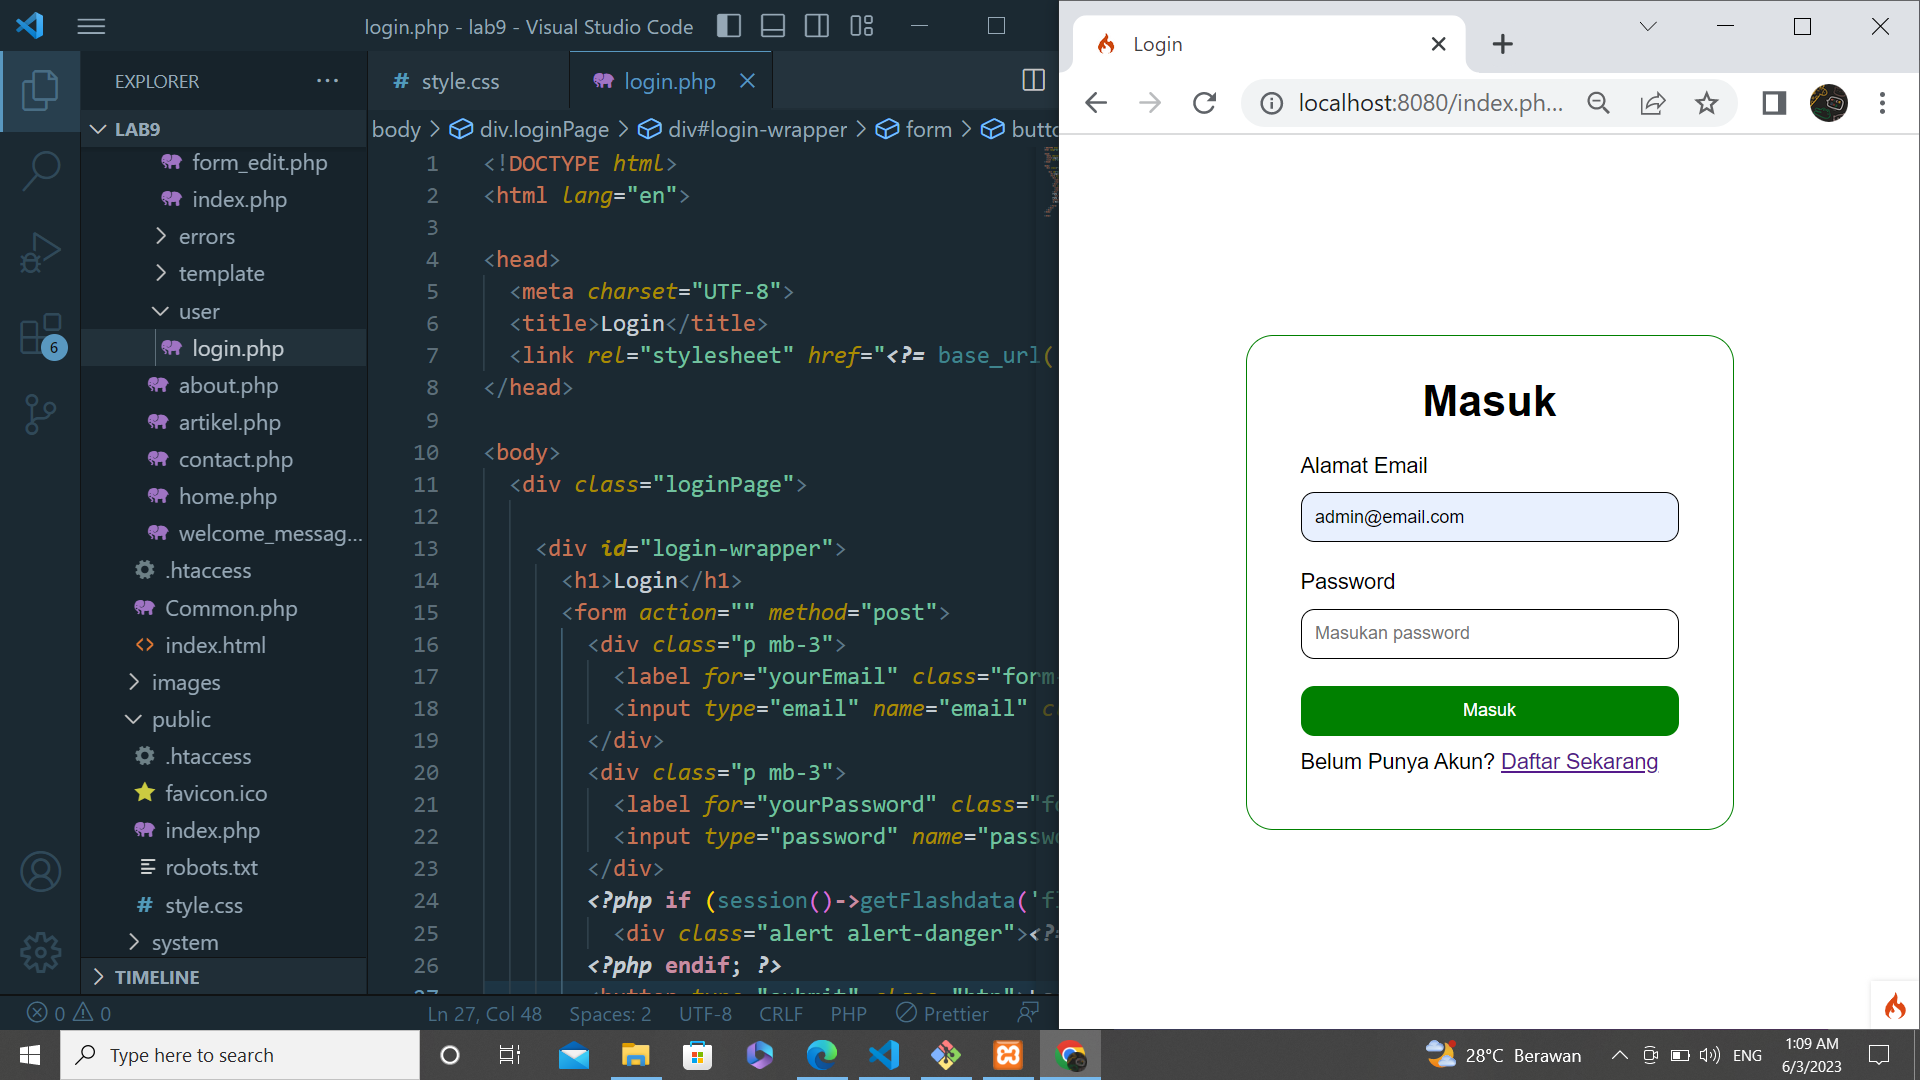 login.php - lab9 - Visual Studio Code
EXPLORER
LAB9
form_edit.php
index.php
errors
template
user
login.php
about.php
artikel.php
contact.php
home.php
welcome_messag...
.htaccess
Common.php
index.html
images
public
.htaccess
favicon.ico
index.php
robots.txt
style.css
system
TIMELINE
6
# style.css
login.php
body > div.loginPage > div#login-wrapper > form > butto
1 <!DOCTYPE html>
2 <html lang="en">
3
4 <head>
5 <meta charset="UTF-8">
6 <title>Login</title>
7 <link rel="stylesheet" href="<?= base_url(
8 </head>
9
10 <body>
11 <div class="loginPage">
12
13 <div id="login-wrapper">
14 <h1>Login</h1>
15 <form action="" method="post">
16 <div class="p mb-3">
17 <label for="yourEmail" class="form
18 <input type="email" name="email" c
19 </div>
20 <div class="p mb-3">
21 <label for="yourPassword" class="fo
22 <input type="password" name="passw
23 </div>
24 <?php if (session()->getFlashdata('fl
25 <div class="alert alert-danger"><?=
26 <?php endif; ?>
27 <button type="submit" class="btn">
0 0
Ln 27, Col 48
Spaces: 2
UTF-8
CRLF
PHP
Prettier
Login
localhost:8080/index.ph...
Masuk
Alamat Email
admin@email.com
Password
Masukan password
Masuk
Belum Punya Akun? Daftar Sekarang
Type here to search
28°C Berawan
ENG
1:09 AM
6/3/2023